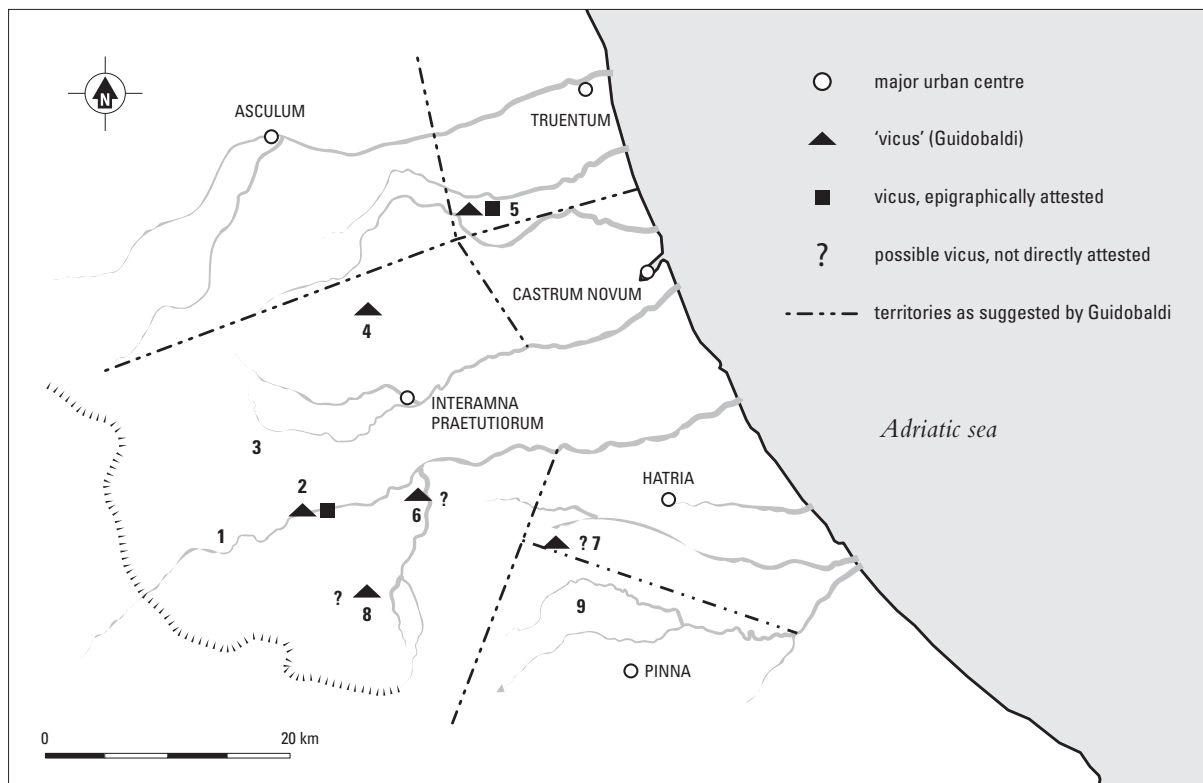 N
ASCULUM
TRUENTUM
5
CASTRUM NOVUM
4
INTERAMNA
PRAETUTIORUM
3
2
1
6
?
HATRIA
? 7
?
8
9
PINNA
Adriatic sea
major urban centre
'vicus' (Guidobaldi)
vicus, epigraphically attested
?
possible vicus, not directly attested
territories as suggested by Guidobaldi
0
20 km